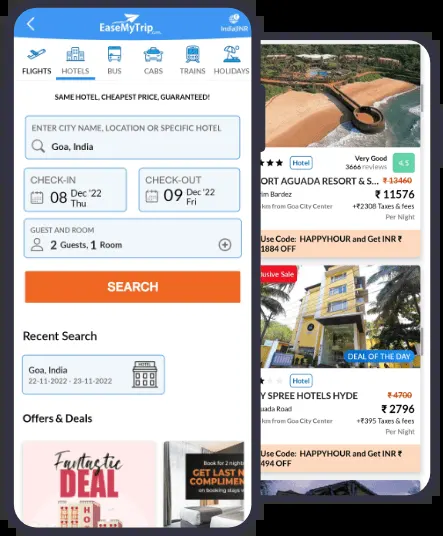 EaseMyTrip.com
India|INR
FLIGHTS
HOTELS
BUS
CABS
TRAINS
HOLIDAYS
SAME HOTEL, CHEAPEST PRICE, GUARANTEED!
ENTER CITY NAME, LOCATION OR SPECIFIC HOTEL
Goa, India
CHECK-IN
08 Dec '22
Thu
CHECK-OUT
09 Dec '22
Fri
GUEST AND ROOM
2 Guests, 1 Room
SEARCH
Recent Search
Goa, India
22-11-2022 - 23-11-2022
HOTEL
Offers & Deals
Fantastic
DEAL
HO
Book for 2 nights
GET LAST N
COMPLIMEN
on booking stays
Hotel
Very Good
3666 reviews
4.5
ORT AGUADA RESORT & S...
₹ 13460
₹ 11576
rim Bardez
km from Goa City Center
+₹2308 Taxes & fees
Per Night
Use Code: HAPPYHOUR and Get INR ₹
1884 OFF
lusive Sale
DEAL OF THE DAY
Hotel
Y SPREE HOTELS HYDE
₹ 4700
₹ 2796
uada Road
km from Goa City Center
+₹395 Taxes & fees
Per Night
Use Code: HAPPYHOUR and Get INR ₹
494 OFF